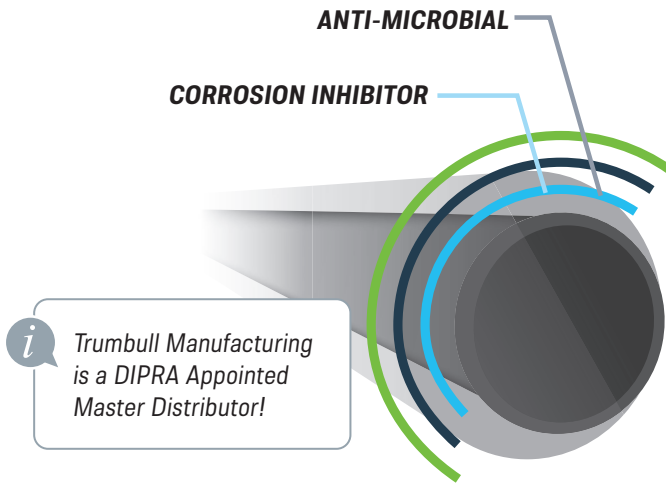 ANTI-MICROBIAL
CORROSION INHIBITOR
i
Trumbull Manufacturing
is a DIPRA Appointed
Master Distributor!